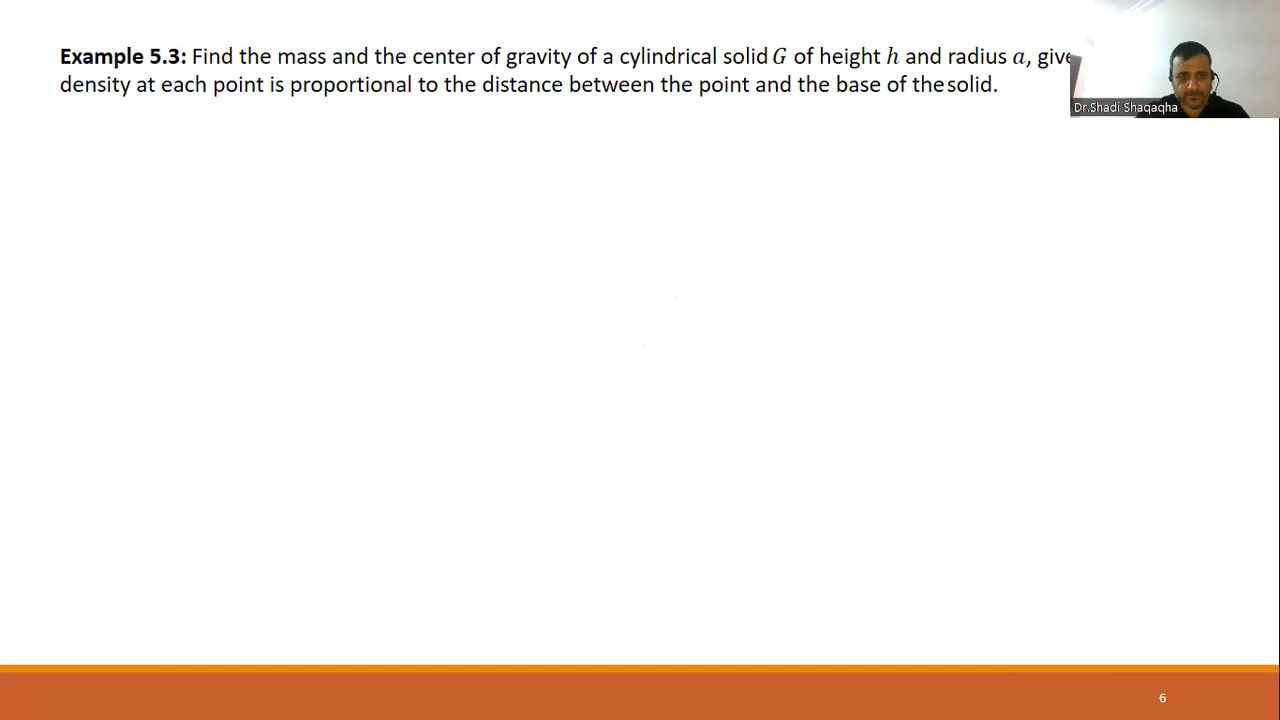 Example 5.3: Find the mass and the center of gravity of a cylindrical solid G of height h and radius a,
density at each point is proportional to the distance between the point and the base of the solid.
Dr.Shadi Shaqaqha
6